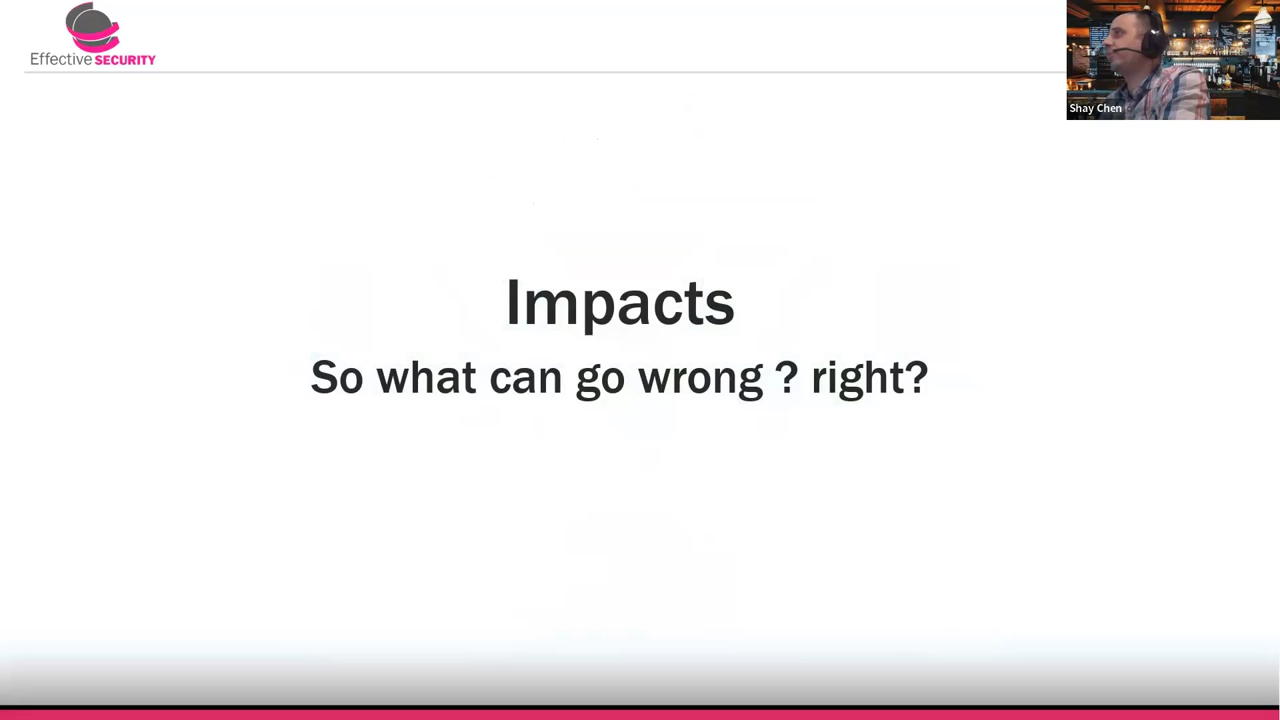 Effective SECURITY
Shay Chen
Impacts
So what can go wrong ? right?